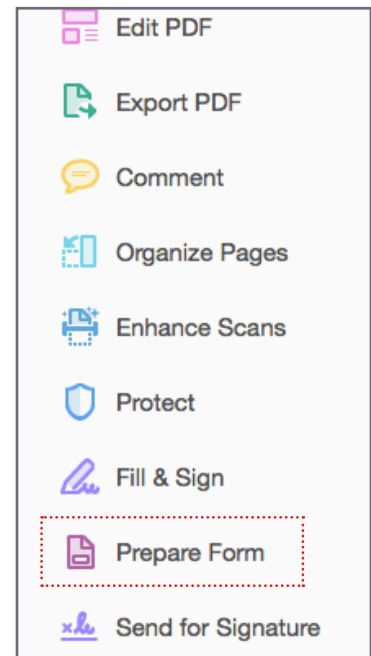 Edit PDF
Export PDF
Comment
Organize Pages
Enhance Scans
Protect
Fill & Sign
Prepare Form
Send for Signature